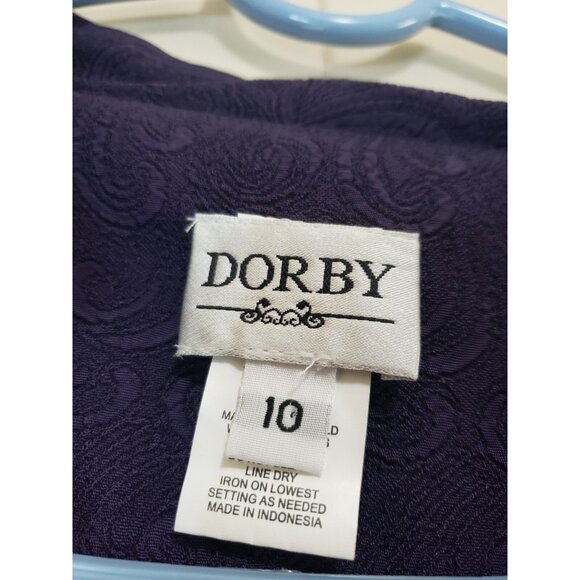 DORBY
10
LINE DRY
IRON ON LOWEST
SETTING AS NEEDED
MADE IN INDONESIA